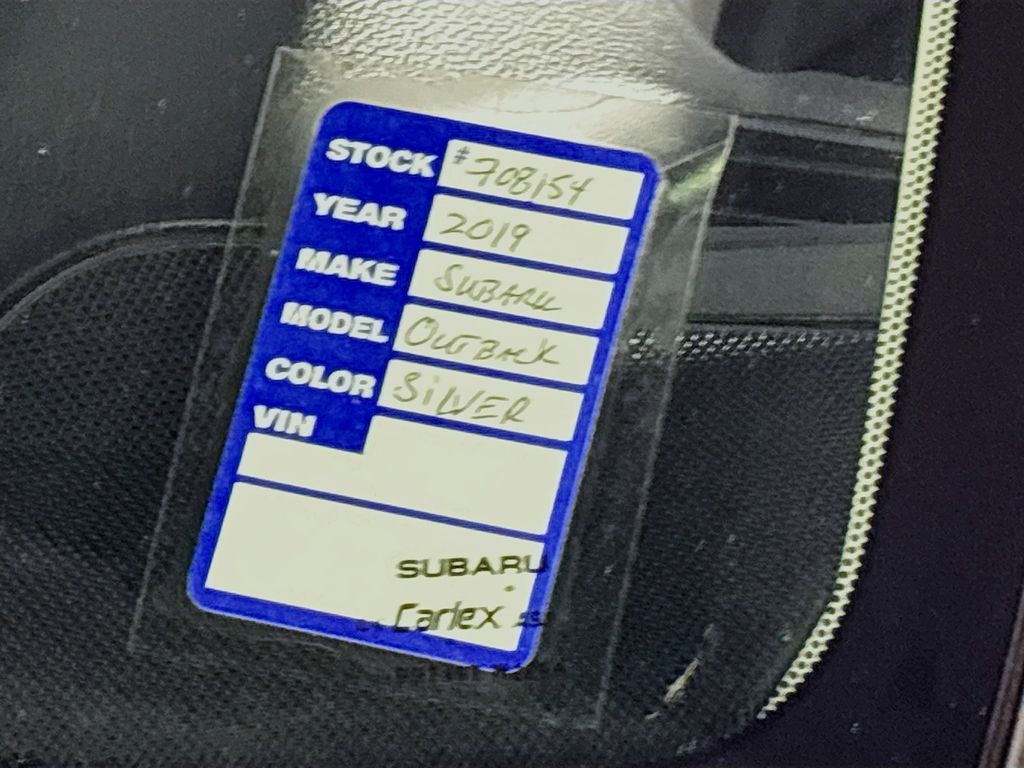 STOCK #708154
YEAR 2019
MAKE SUBARU
MODEL OUTBACK
COLOR SILVER
VIN
SUBARU
Carlex